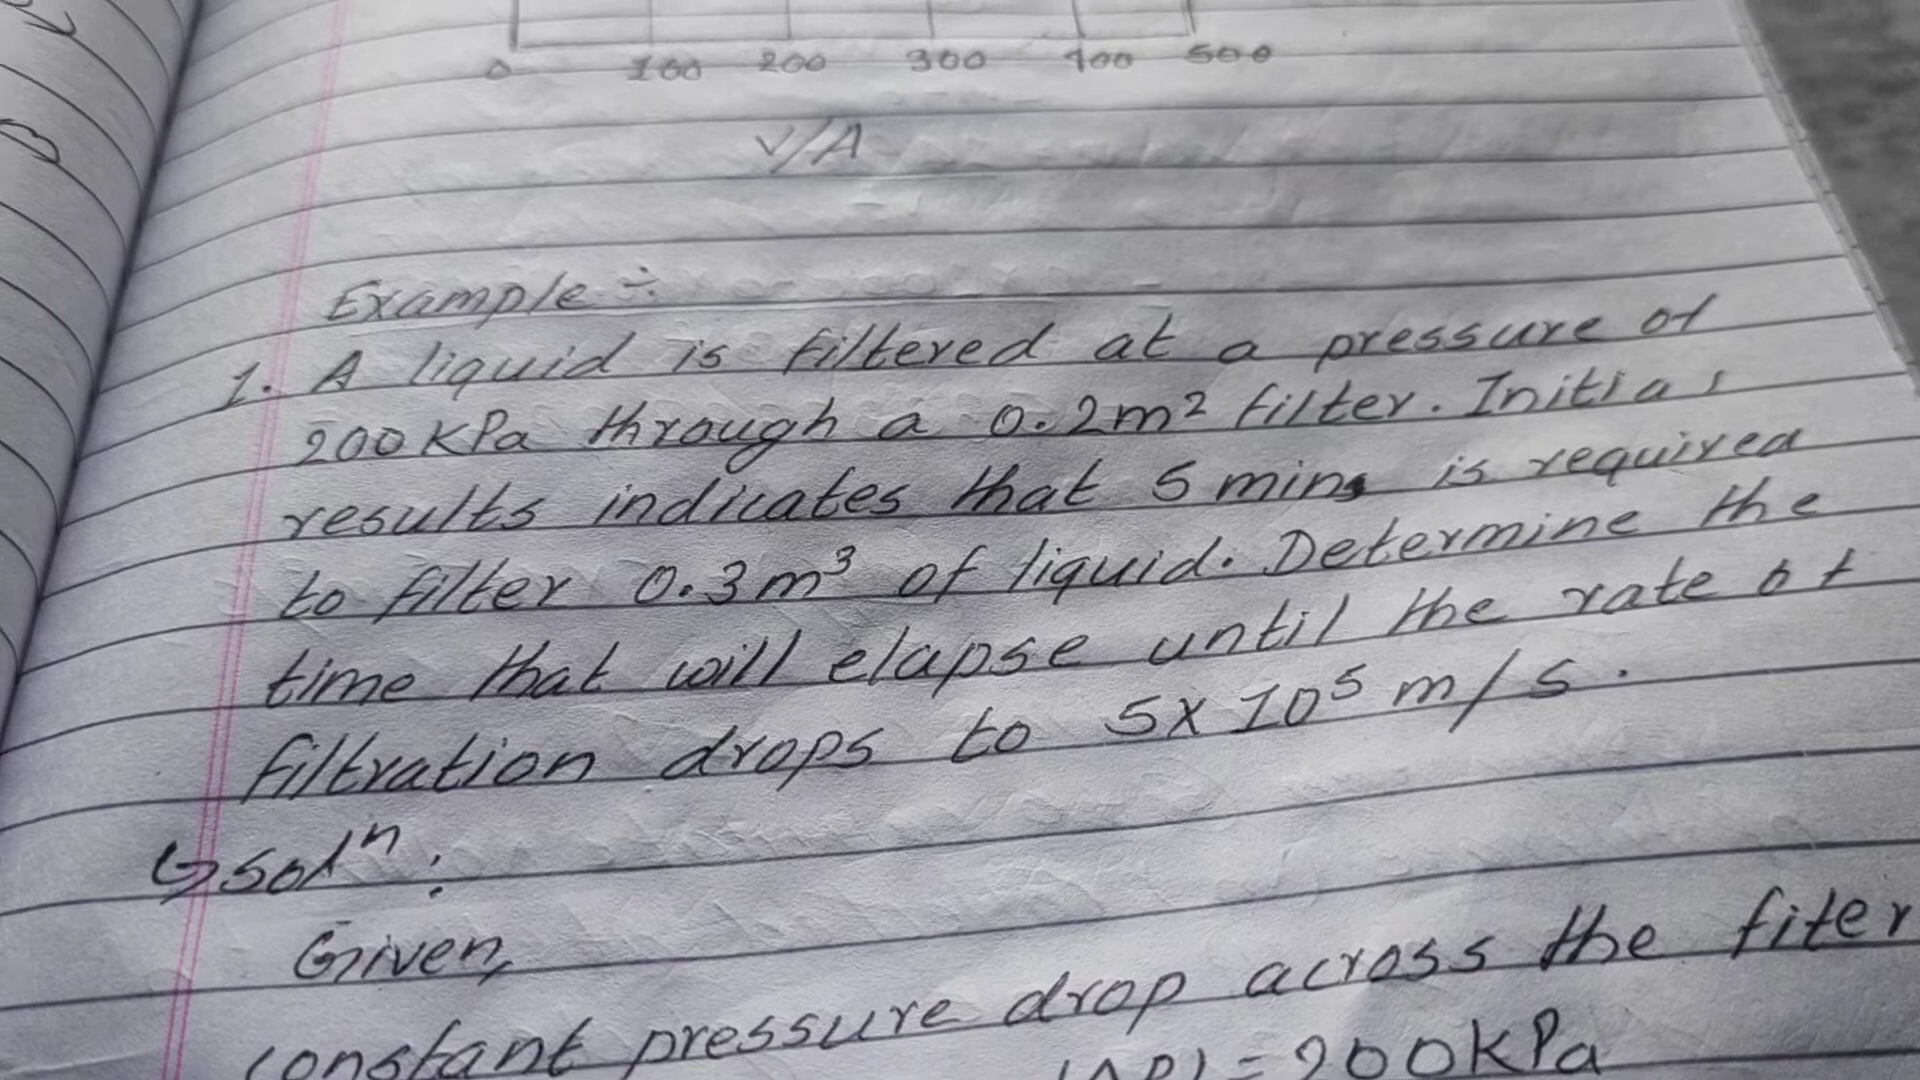 0 100 200 300 400 500
V/A
Example :-
1. A liquid is filtered at a pressure of
200 KPa through a 0.2m² filter. Initial
results indicates that 5 mins is required
to filter 0.3m³ of liquid. Determine the
time that will elapse until the rate of
filtration drops to 5x10⁵ m/s.
↳ Solⁿ :
Given,
constant pressure drop across the fiter
(ΔP) = 200kPa